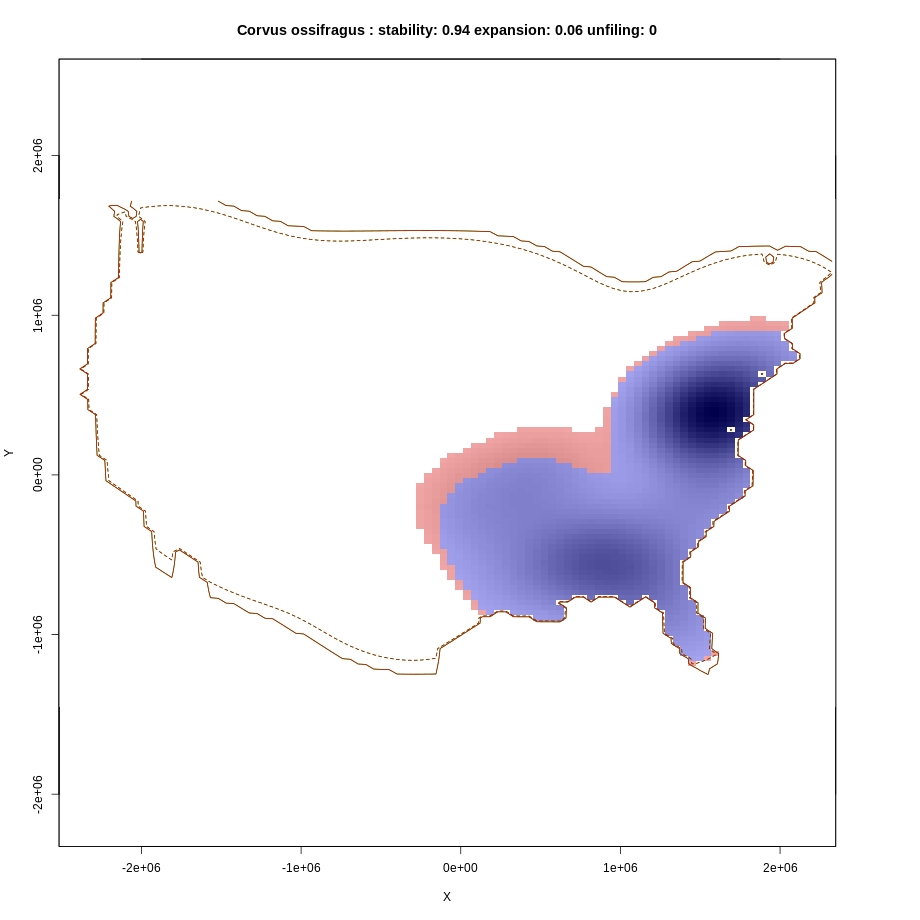 Corvus ossifragus : stability: 0.94 expansion: 0.06 unfiling: 0
2e+06
1e+06
Y
0e+00
-1e+06
-2e+06
-2e+06 -1e+06 0e+00 1e+06 2e+06
X